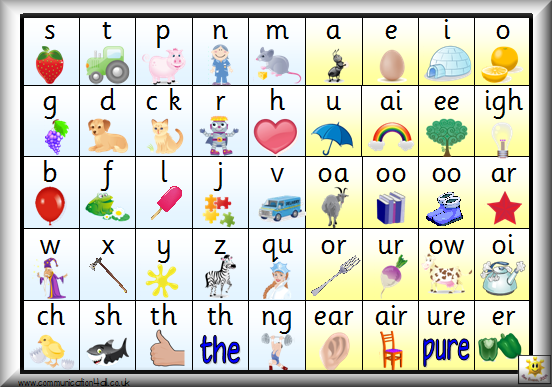 s t p n m a e i o
g d c k r h u ai ee igh
b f l j v oa oo oo ar
w x y z qu or ur ow oi
ch sh th th ng ear air ure er
the pure
www.communication4all.co.uk